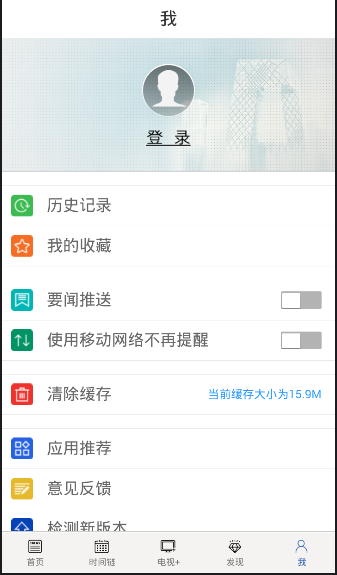 我
登 录
历史记录
我的收藏
要闻推送
使用移动网络不再提醒
清除缓存 当前缓存大小为15.9M
应用推荐
意见反馈
检测新版本
首页 时间链 电视+ 发现 我